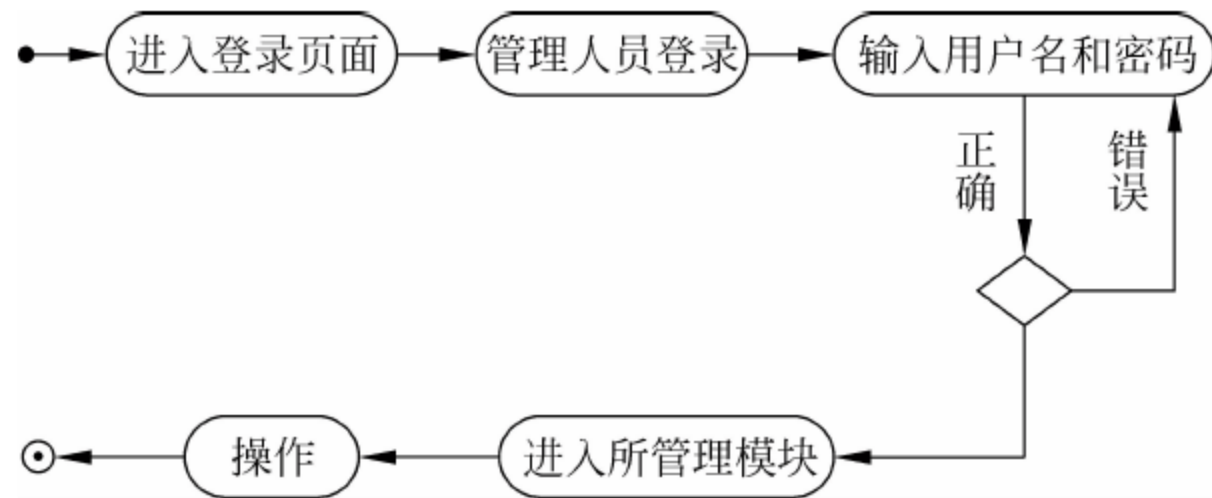 进入登录页面
管理人员登录
输入用户名和密码
正确
错误
进入所管理模块
操作